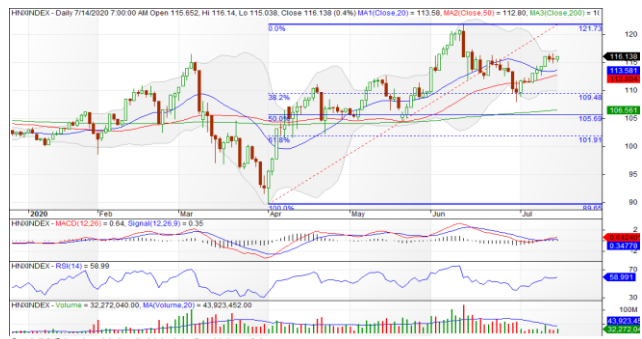 HNXINDEX - Daily 7/14/2020 7:00:00 AM Open 115.652, Hi 116.14, Lo 115.038, Close 116.138 (0.4%) MA1(Close,20) = 113.58, MA2(Close,50) = 112.80, MA3(Close,200) = 10
0.0%
121.73
120
116.138
115
113.581
110
38.2%
109.48
106.561
50.0%
105.69
61.8%
101.91
100
95
100.0%
89.65
90
2020
Feb
Mar
Apr
May
Jun
Jul
HNXINDEX - MACD(12,26) = 0.64, Signal(12,26,9) = 0.35
2
0.34778
-2
HNXINDEX - RSI(14) = 58.99
70
58.991
30
HNXINDEX - Volume = 32,272,040.00, MA(Volume,20) = 43,923,452.00
100M
43,923,45
32,272,04